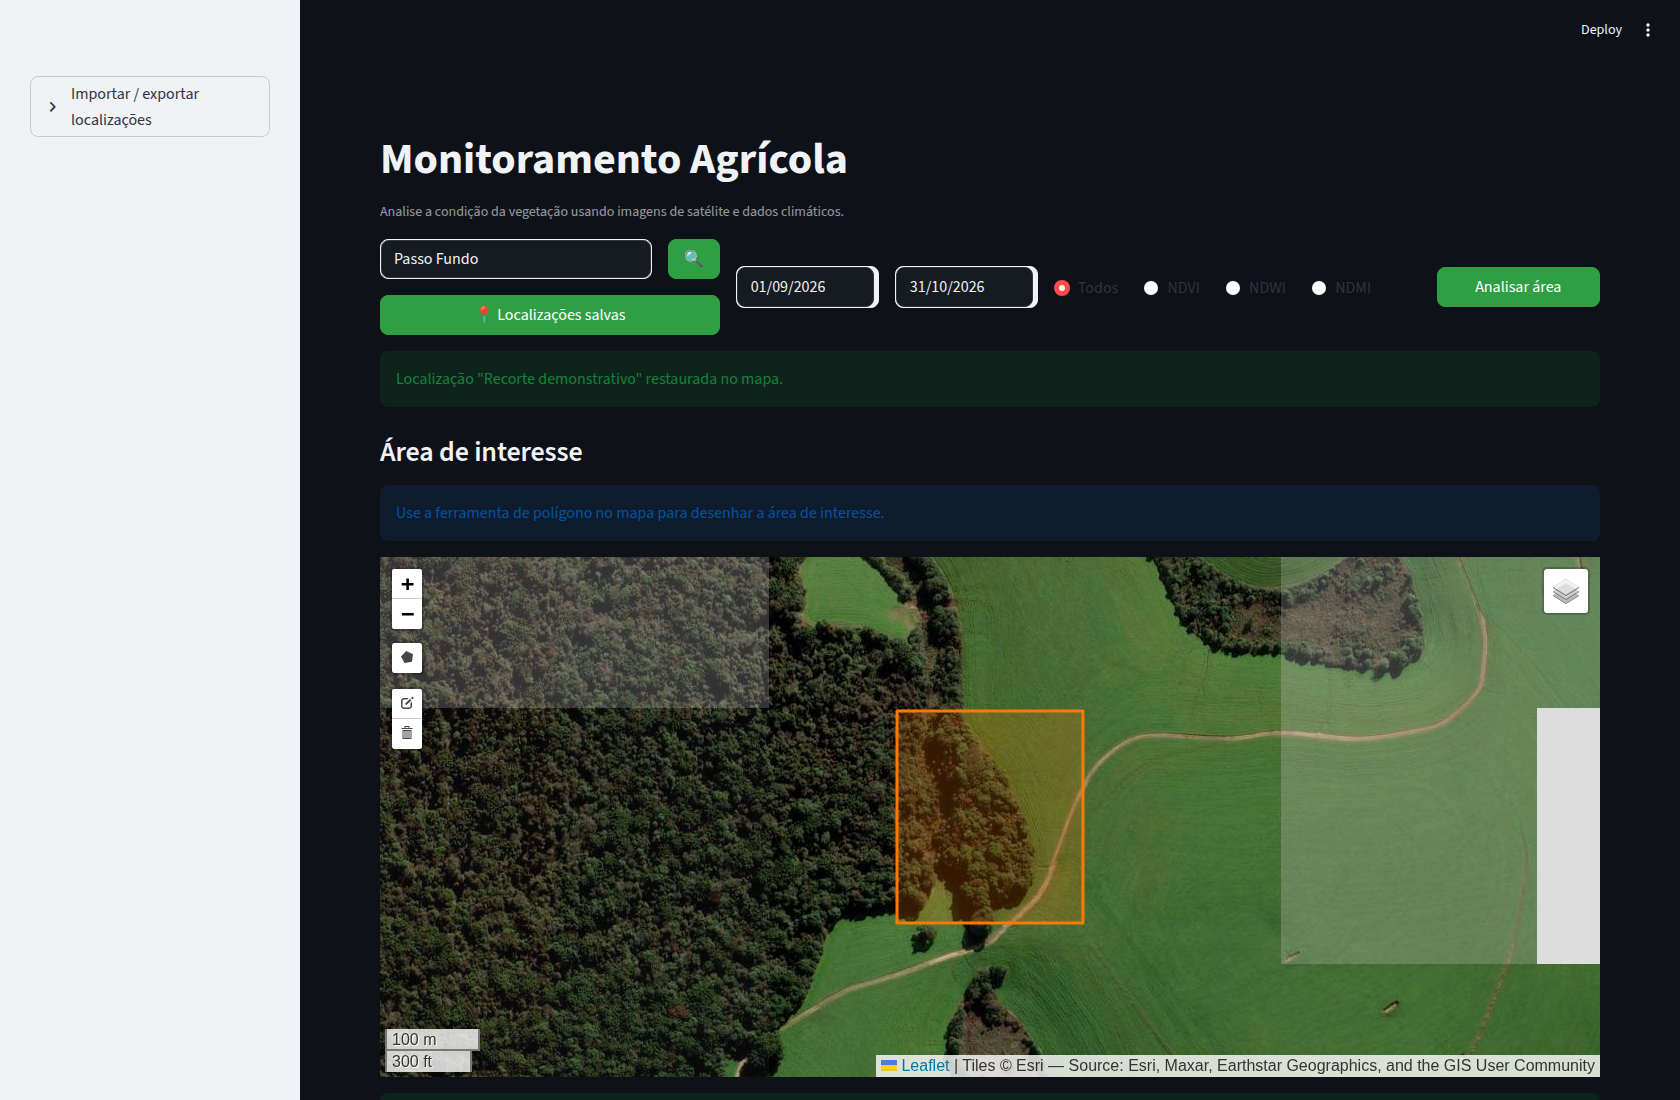 Deploy
Importar / exportar
localizações
Monitoramento Agrícola
Analise a condição da vegetação usando imagens de satélite e dados climáticos.
Passo Fundo
01/09/2026
31/10/2026
Todos
NDVI
NDWI
NDMI
Analisar área
Localizações salvas
Localização "Recorte demonstrativo" restaurada no mapa.
Área de interesse
Use a ferramenta de polígono no mapa para desenhar a área de interesse.
+
−
100 m
300 ft
Leaflet | Tiles © Esri — Source: Esri, Maxar, Earthstar Geographics, and the GIS User Community